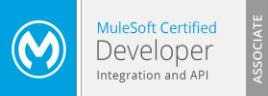 MuleSoft Certified
Developer
Integration and API
ASSOCIATE